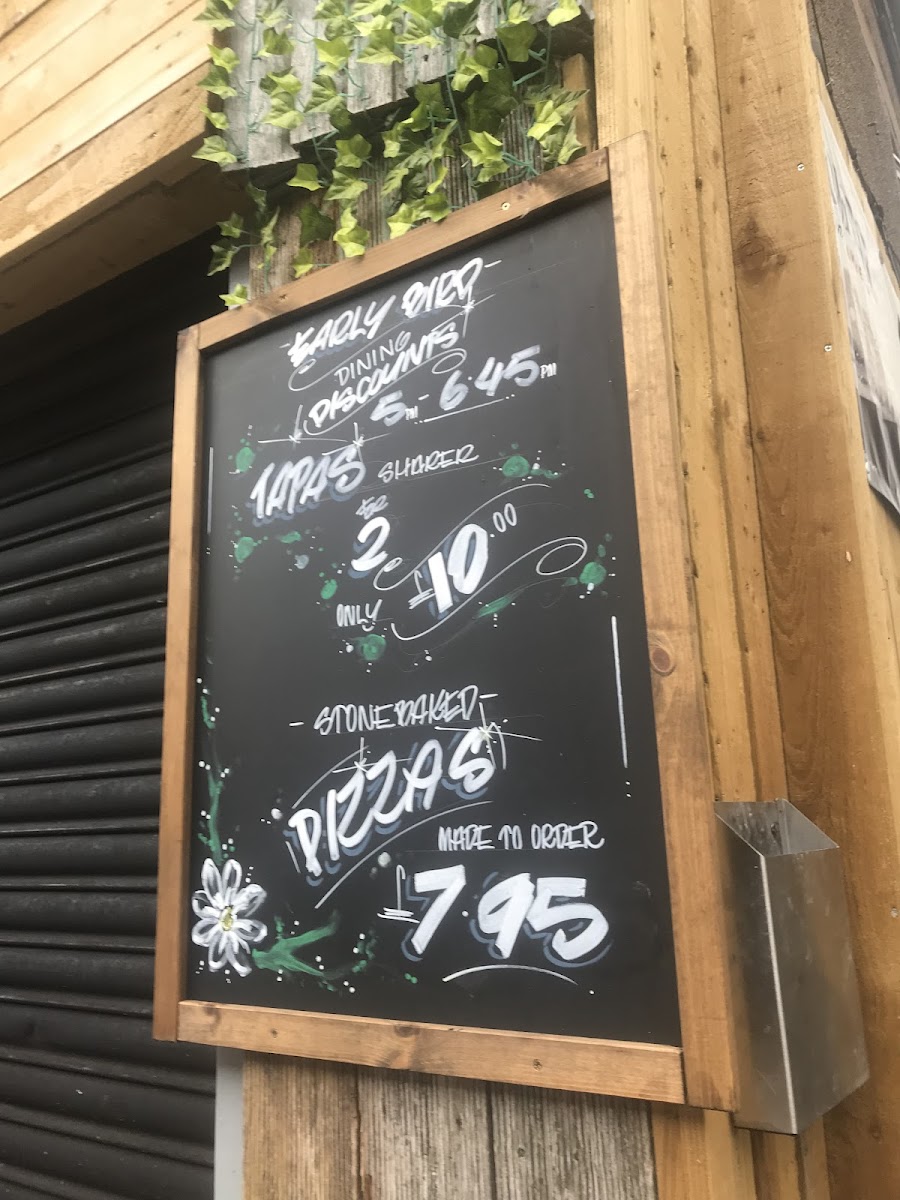 -EARLY BIRD-
DINING
DISCOUNTS
5PM - 6.45PM
TAPAS SHARER
FOR
2
ONLY £10.00
- STONEBAKED -
PIZZAS
MADE TO ORDER
£7.95